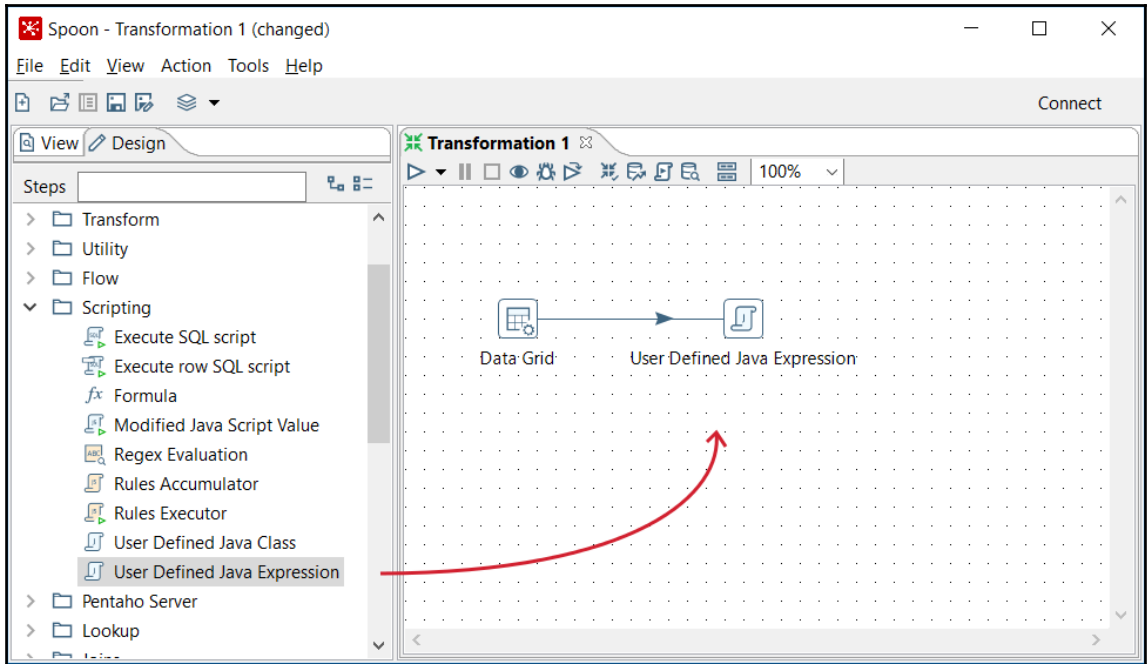 Spoon - Transformation 1 (changed)
File Edit View Action Tools Help
Connect
View Design
Transformation 1
Steps
100%
Transform
Utility
Flow
Scripting
Execute SQL script
Execute row SQL script
fx Formula
Modified Java Script Value
Regex Evaluation
Rules Accumulator
Rules Executor
User Defined Java Class
User Defined Java Expression
Pentaho Server
Lookup
Data Grid
User Defined Java Expression